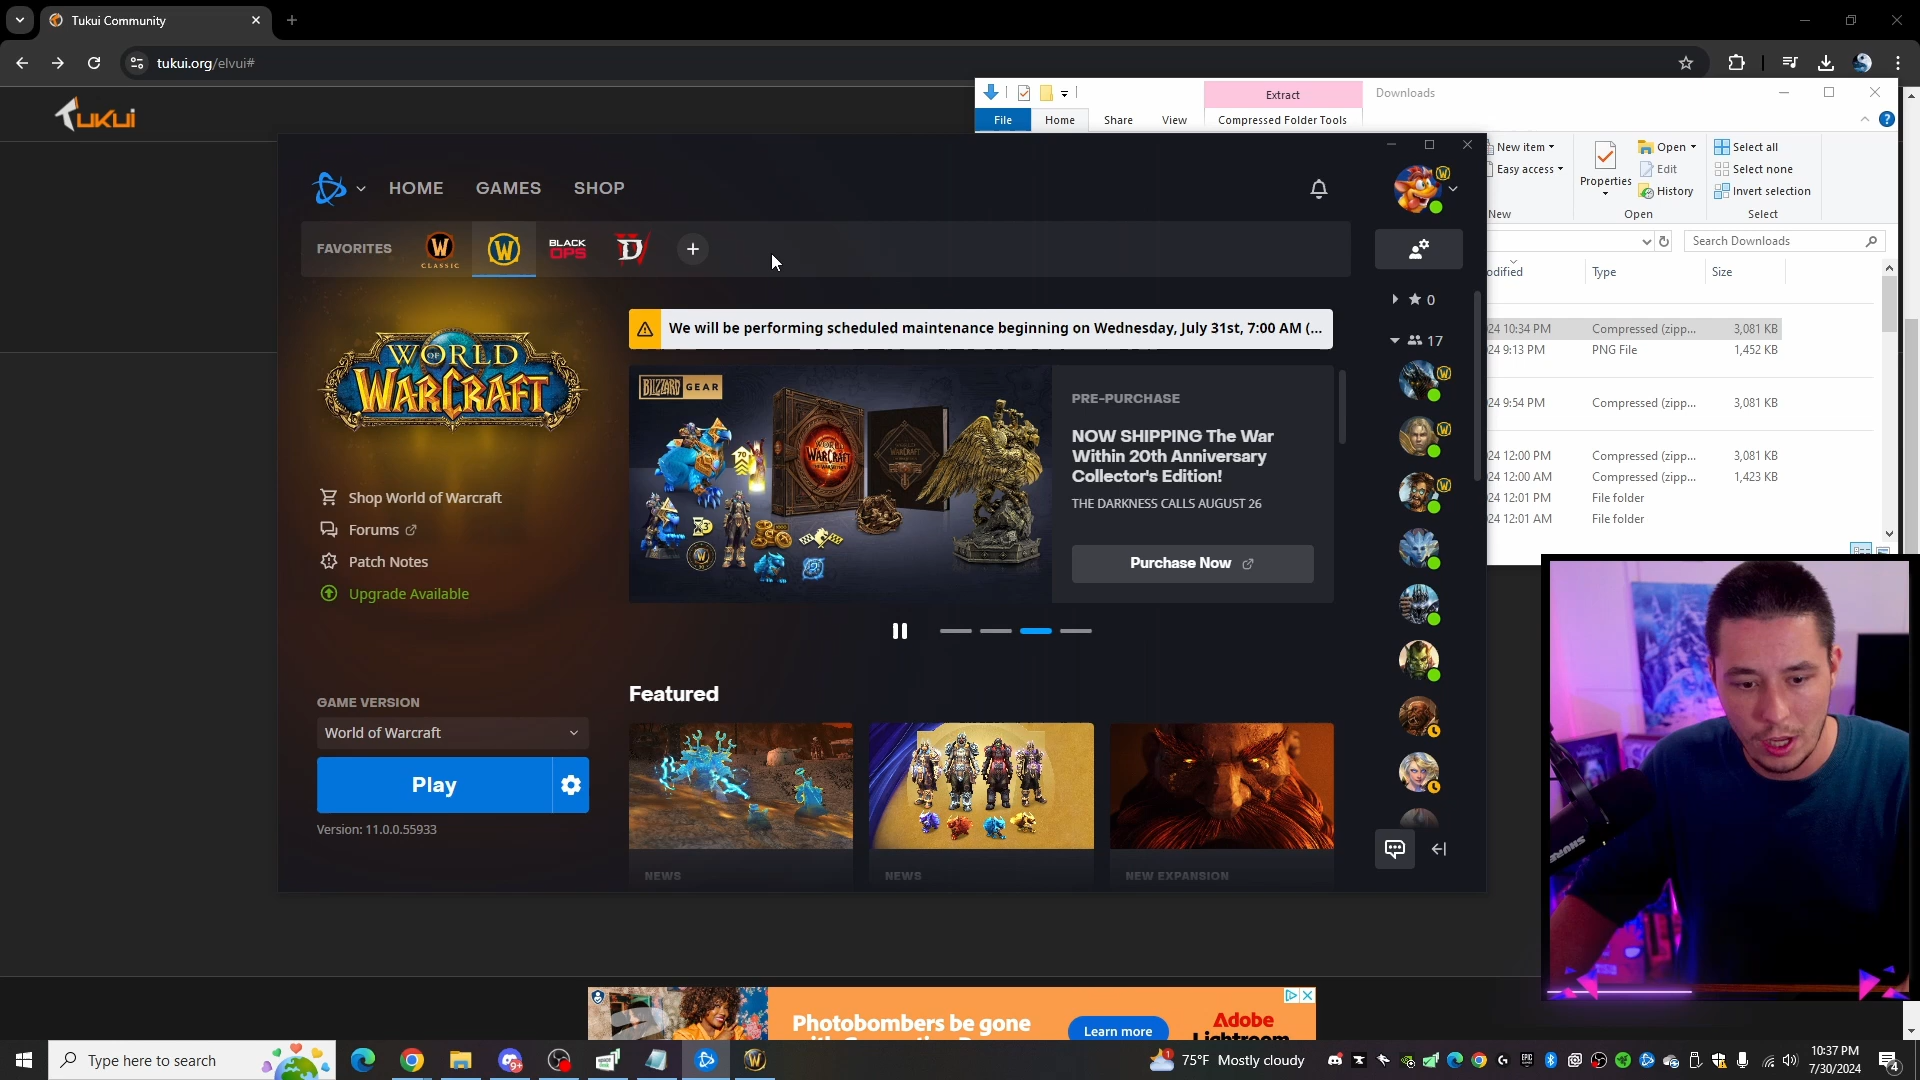 Tukui Community
tukui.org/elvui#
TUKUI
Extract
Downloads
File
Home
Share
View
Compressed Folder Tools
New item
Easy access
New
Properties
Open
Edit
History
Open
Select all
Select none
Invert selection
Select
Search Downloads
Type
Size
24 10:34 PM
Compressed (zipp...
3,081 KB
24 9:13 PM
PNG File
1,452 KB
24 9:54 PM
Compressed (zipp...
3,081 KB
24 12:00 PM
Compressed (zipp...
3,081 KB
24 12:00 AM
Compressed (zipp...
1,423 KB
24 12:01 PM
File folder
24 12:01 AM
File folder
HOME
GAMES
SHOP
FAVORITES
W
CLASSIC
W
BLACK
OPS
D
0
17
WORLD
OF
WARCRAFT
Shop World of Warcraft
Forums
Patch Notes
Upgrade Available
GAME VERSION
World of Warcraft
Play
Version: 11.0.0.55933
We will be performing scheduled maintenance beginning on Wednesday, July 31st, 7:00 AM (...
BLIZZARD GEAR
70
PRE-PURCHASE
NOW SHIPPING The War
Within 20th Anniversary
Collector's Edition!
THE DARKNESS CALLS AUGUST 26
Purchase Now
Featured
NEWS
NEWS
NEW EXPANSION
SHURE
Photobombers be gone
Learn more
Adobe
Lightroom
Type here to search
75°F Mostly cloudy
10:37 PM
7/30/2024
4